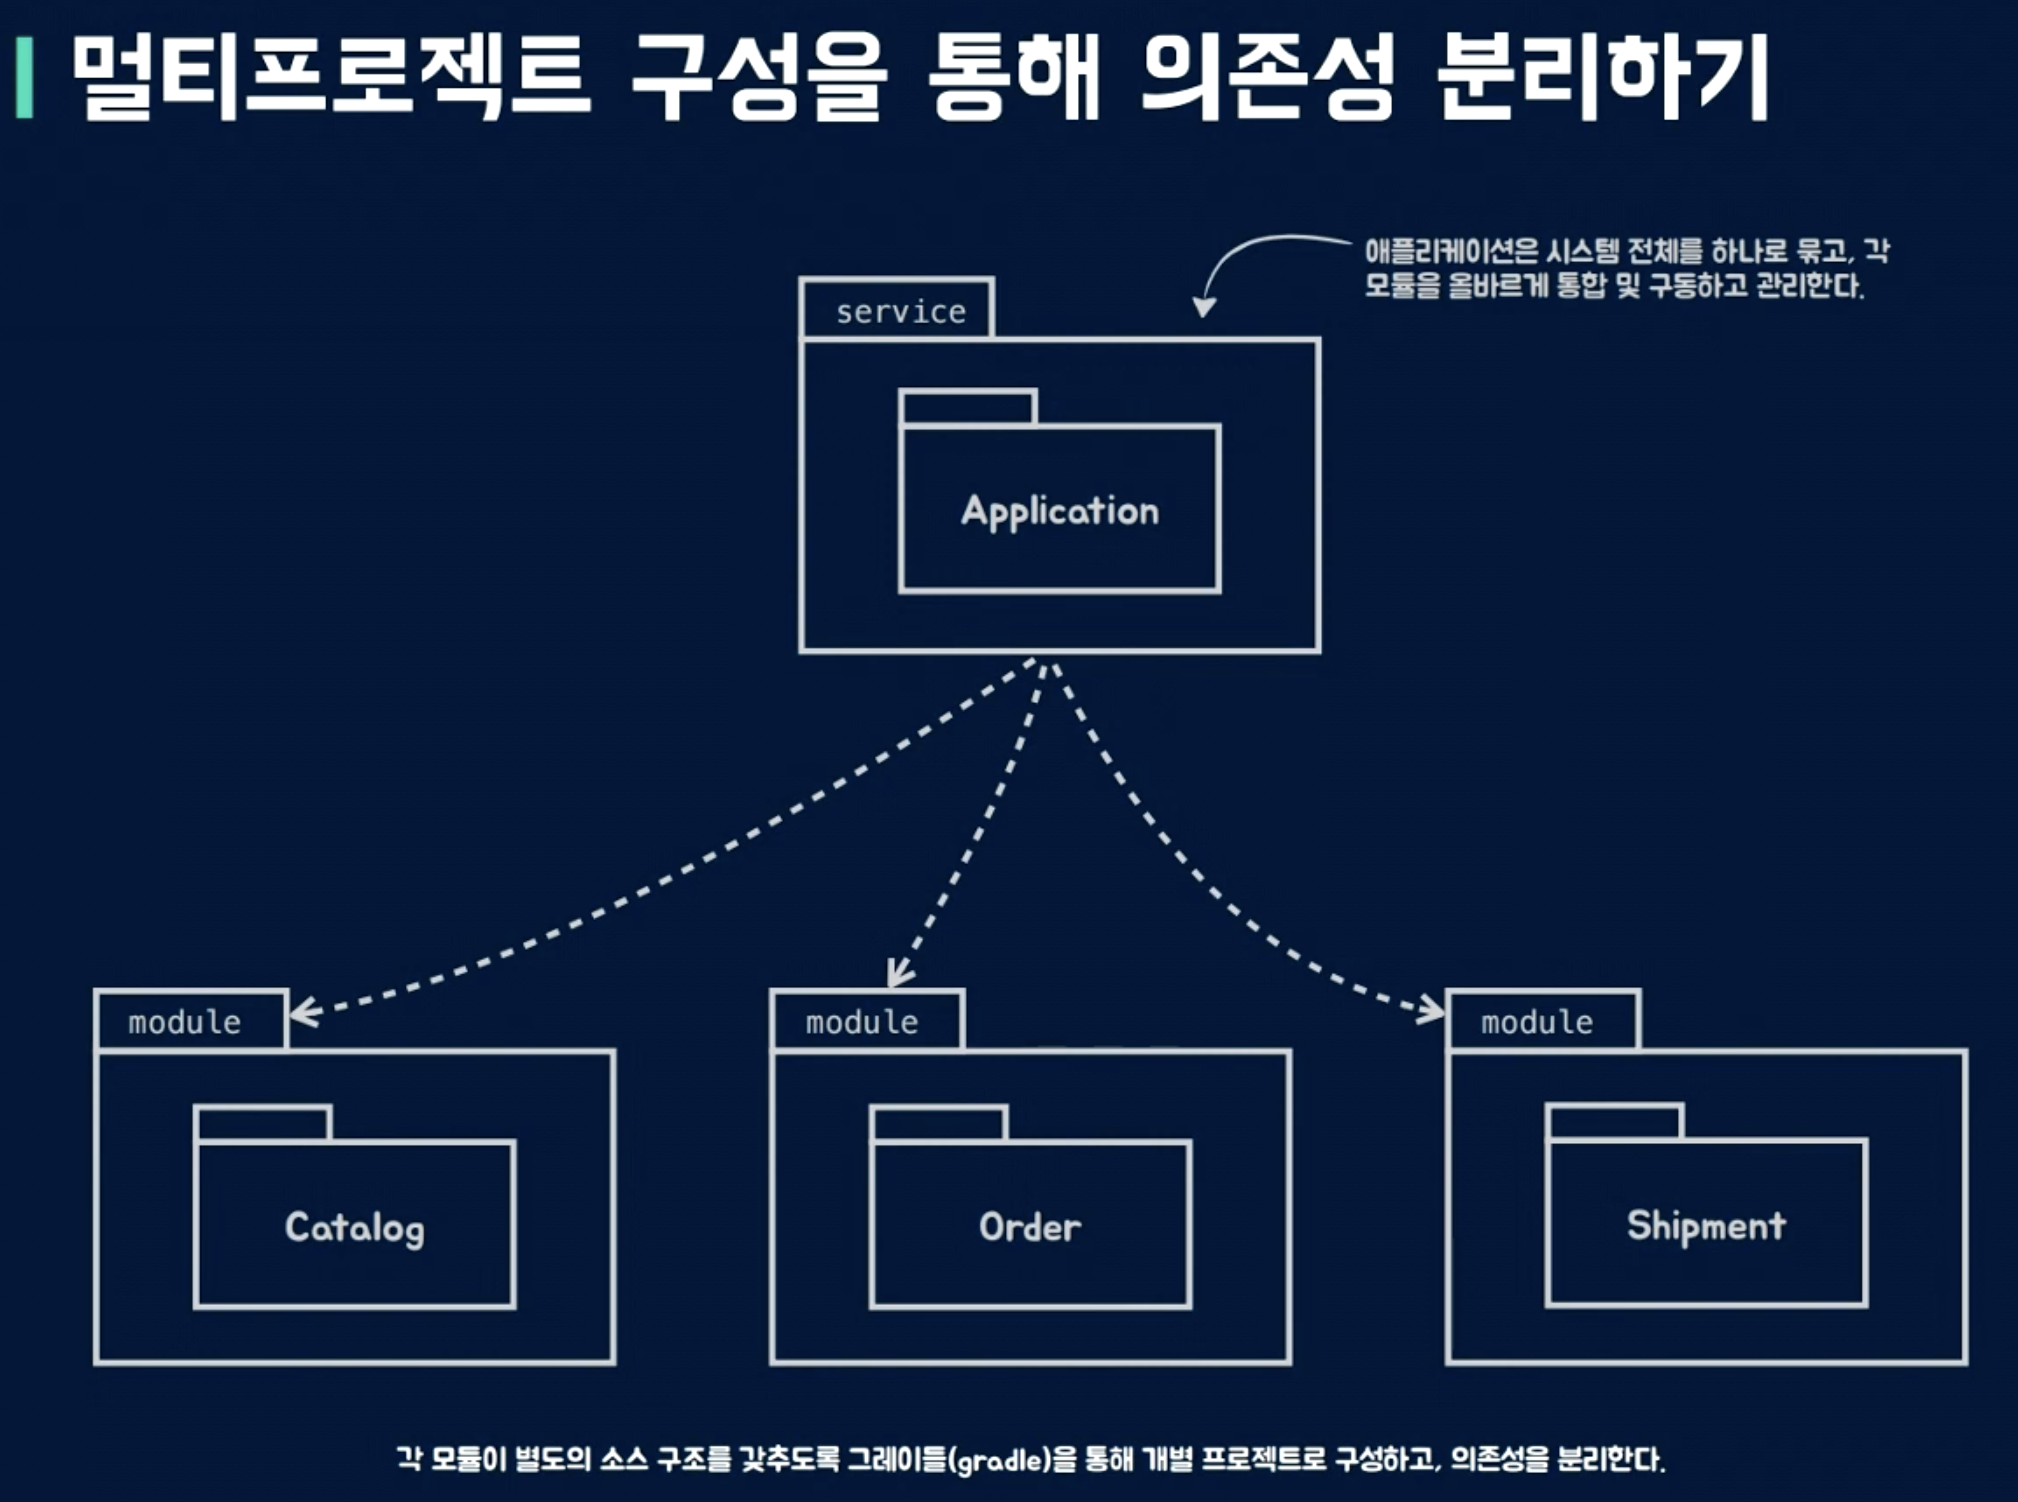 멀티프로젝트 구성을 통해 의존성 분리하기
애플리케이션은 시스템 전체를 하나로 묶고, 각
모듈을 올바르게 통합 및 구동하고 관리한다.
service
Application
module
module
module
Catalog
Order
Shipment
각 모듈이 별도의 소스 구조를 갖추도록 그레이들(gradle)을 통해 개별 프로젝트로 구성하고, 의존성을 분리한다.